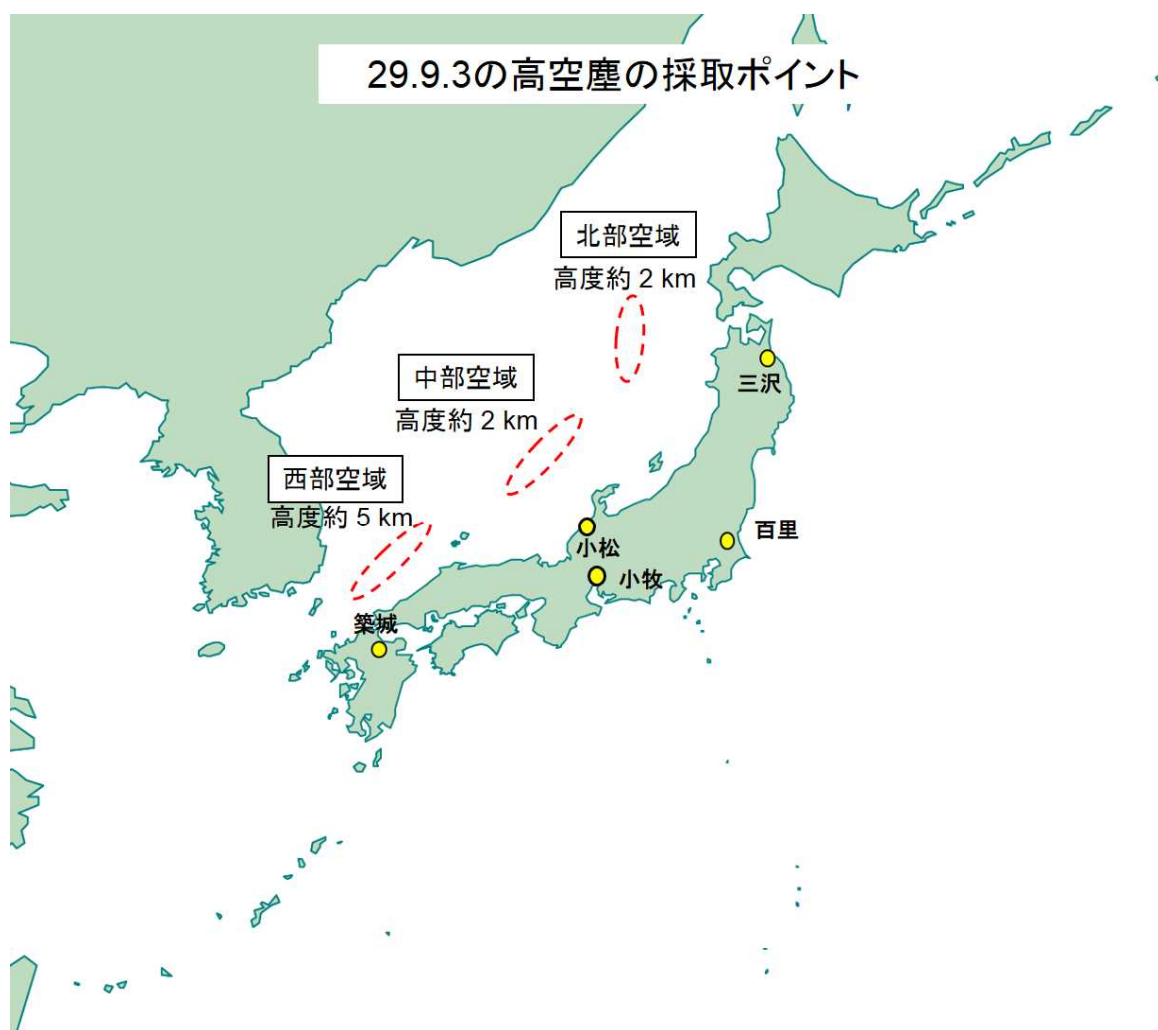 29.9.3の高空塵の採取ポイント
北部空域
高度約 2 km
中部空域
高度約 2 km
西部空域
高度約 5 km
三沢
百里
小松
小牧
築城